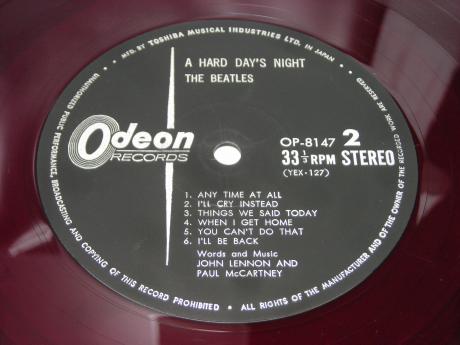 MFD. BY TOSHIBA MUSICAL INDUSTRIES LTD. IN JAPAN
A HARD DAY'S NIGHT
THE BEATLES
Odeon
RECORDS
OP-8147 2
33⅓ RPM STEREO
(YEX-127)
1. ANY TIME AT ALL
2. I'LL CRY INSTEAD
3. THINGS WE SAID TODAY
4. WHEN I GET HOME
5. YOU CAN'T DO THAT
6. I'LL BE BACK
Words and Music
JOHN LENNON AND
PAUL McCARTNEY
UNAUTHORIZED PUBLIC PERFORMANCE, BROADCASTING AND COPYING OF THIS RECORD PROHIBITED • ALL RIGHTS OF THE MANUFACTURER AND OF THE OWNER OF THE RECORDED WORK ARE RESERVED •